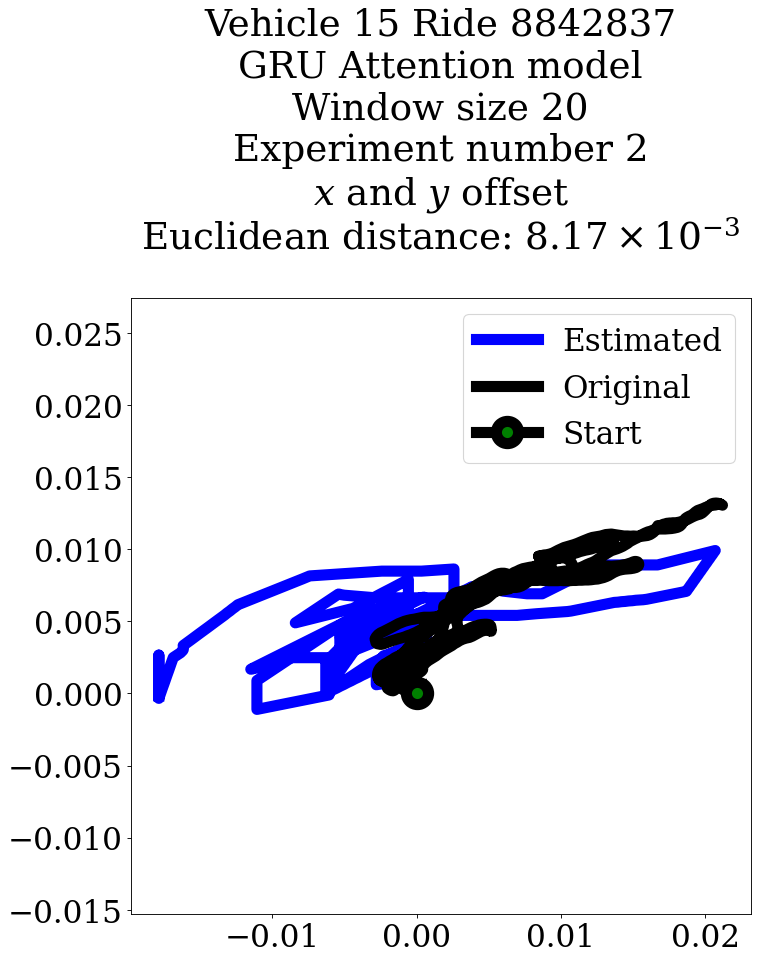 Vehicle 15 Ride 8842837
GRU Attention model
Window size 20
Experiment number 2
x and y offset
Euclidean distance: 8.17 × 10⁻³
Estimated
Original
Start
0.025
0.020
0.015
0.010
0.005
0.000
−0.005
−0.010
−0.015
−0.01 0.00 0.01 0.02